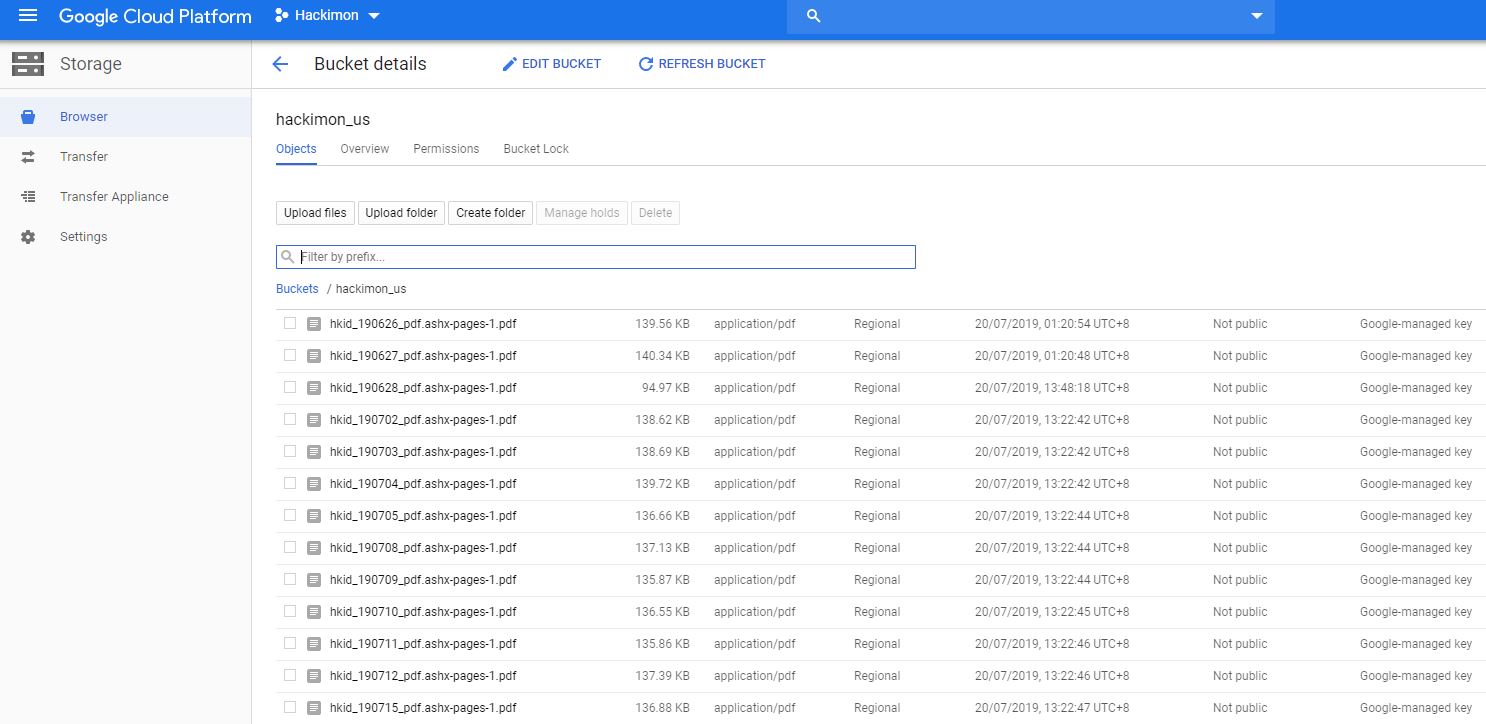 Google Cloud Platform Hackimon
Storage Bucket details EDIT BUCKET REFRESH BUCKET
Browser
Transfer
Transfer Appliance
Settings
hackimon_us
Objects Overview Permissions Bucket Lock
Upload files Upload folder Create folder Manage holds Delete
Filter by prefix...
Buckets / hackimon_us
hkid_190626_pdf.ashx-pages-1.pdf 139.56 KB application/pdf Regional 20/07/2019, 01:20:54 UTC+8 Not public Google-managed key
hkid_190627_pdf.ashx-pages-1.pdf 140.34 KB application/pdf Regional 20/07/2019, 01:20:48 UTC+8 Not public Google-managed key
hkid_190628_pdf.ashx-pages-1.pdf 94.97 KB application/pdf Regional 20/07/2019, 13:48:18 UTC+8 Not public Google-managed key
hkid_190702_pdf.ashx-pages-1.pdf 138.62 KB application/pdf Regional 20/07/2019, 13:22:42 UTC+8 Not public Google-managed key
hkid_190703_pdf.ashx-pages-1.pdf 138.69 KB application/pdf Regional 20/07/2019, 13:22:42 UTC+8 Not public Google-managed key
hkid_190704_pdf.ashx-pages-1.pdf 139.72 KB application/pdf Regional 20/07/2019, 13:22:42 UTC+8 Not public Google-managed key
hkid_190705_pdf.ashx-pages-1.pdf 136.66 KB application/pdf Regional 20/07/2019, 13:22:44 UTC+8 Not public Google-managed key
hkid_190708_pdf.ashx-pages-1.pdf 137.13 KB application/pdf Regional 20/07/2019, 13:22:44 UTC+8 Not public Google-managed key
hkid_190709_pdf.ashx-pages-1.pdf 135.87 KB application/pdf Regional 20/07/2019, 13:22:44 UTC+8 Not public Google-managed key
hkid_190710_pdf.ashx-pages-1.pdf 136.55 KB application/pdf Regional 20/07/2019, 13:22:45 UTC+8 Not public Google-managed key
hkid_190711_pdf.ashx-pages-1.pdf 135.86 KB application/pdf Regional 20/07/2019, 13:22:46 UTC+8 Not public Google-managed key
hkid_190712_pdf.ashx-pages-1.pdf 137.39 KB application/pdf Regional 20/07/2019, 13:22:46 UTC+8 Not public Google-managed key
hkid_190715_pdf.ashx-pages-1.pdf 136.88 KB application/pdf Regional 20/07/2019, 13:22:47 UTC+8 Not public Google-managed key